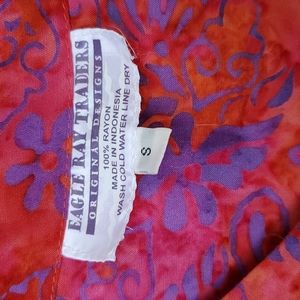 EAGLE RAY TRADERS
ORIGINAL DESIGNS
100% RAYON
MADE IN INDONESIA
WASH COLD WATER LINE DRY
S